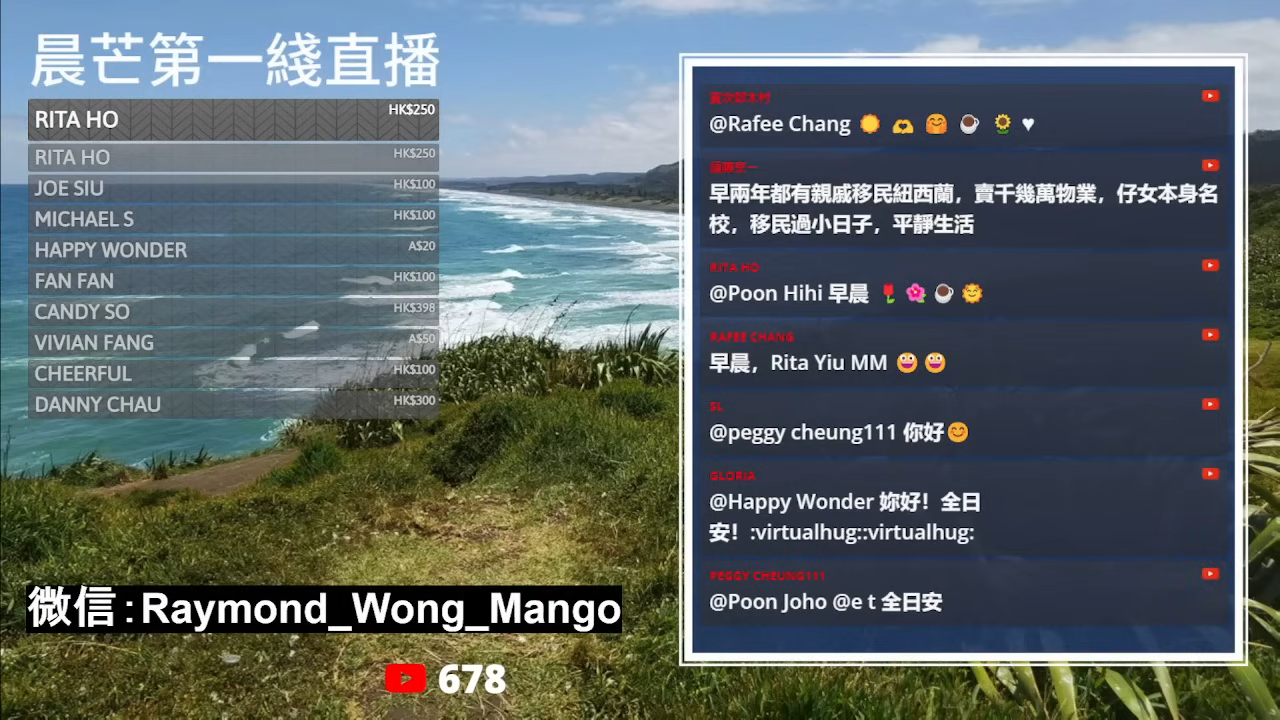 晨芒第一綫直播
RITA HO HK$250
RITA HO HK$250
JOE SIU HK$100
MICHAEL S HK$100
HAPPY WONDER A$20
FAN FAN HK$100
CANDY SO HK$398
VIVIAN FANG A$50
CHEERFUL HK$100
DANNY CHAU HK$300
微信:Raymond_Wong_Mango
678
@Rafee Chang
早兩年都有親戚移民紐西蘭，賣千幾萬物業，仔女本身名
校，移民過小日子，平靜生活
RITA HO
@Poon Hihi 早晨
RAFEE CHANG
早晨，Rita Yiu MM
SL
@peggy cheung111 你好
GLORIA
@Happy Wonder 妳好！全日
安！:virtualhug::virtualhug:
PEGGY CHEUNG111
@Poon Joho @e t 全日安